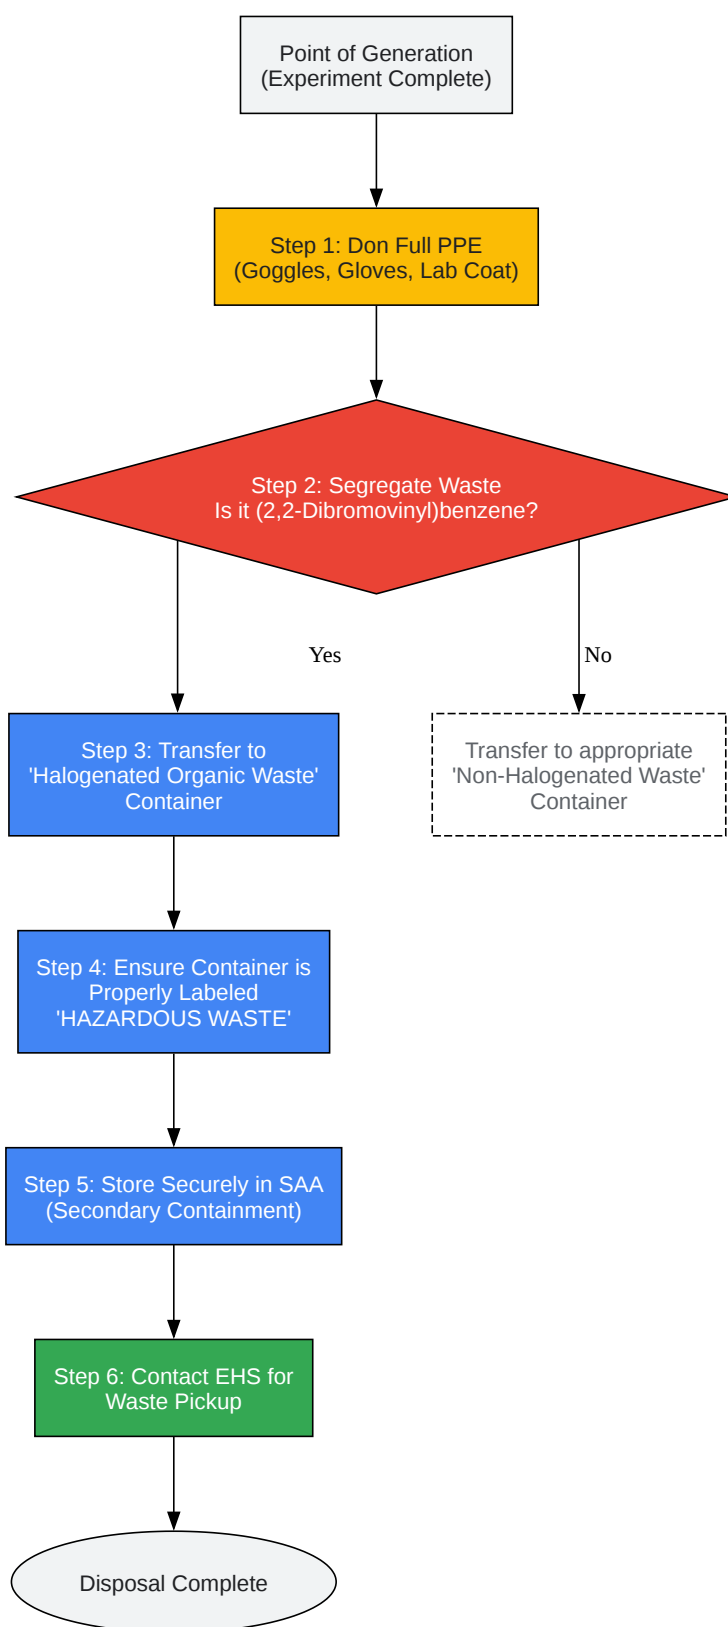 Point of Generation
(Experiment Complete)
Step 1: Don Full PPE
(Goggles, Gloves, Lab Coat)
Step 2: Segregate Waste
Is it (2,2-Dibromovinyl)benzene?
Yes
No
Step 3: Transfer to
'Halogenated Organic Waste'
Container
Transfer to appropriate
'Non-Halogenated Waste'
Container
Step 4: Ensure Container is
Properly Labeled
'HAZARDOUS WASTE'
Step 5: Store Securely in SAA
(Secondary Containment)
Step 6: Contact EHS for
Waste Pickup
Disposal Complete